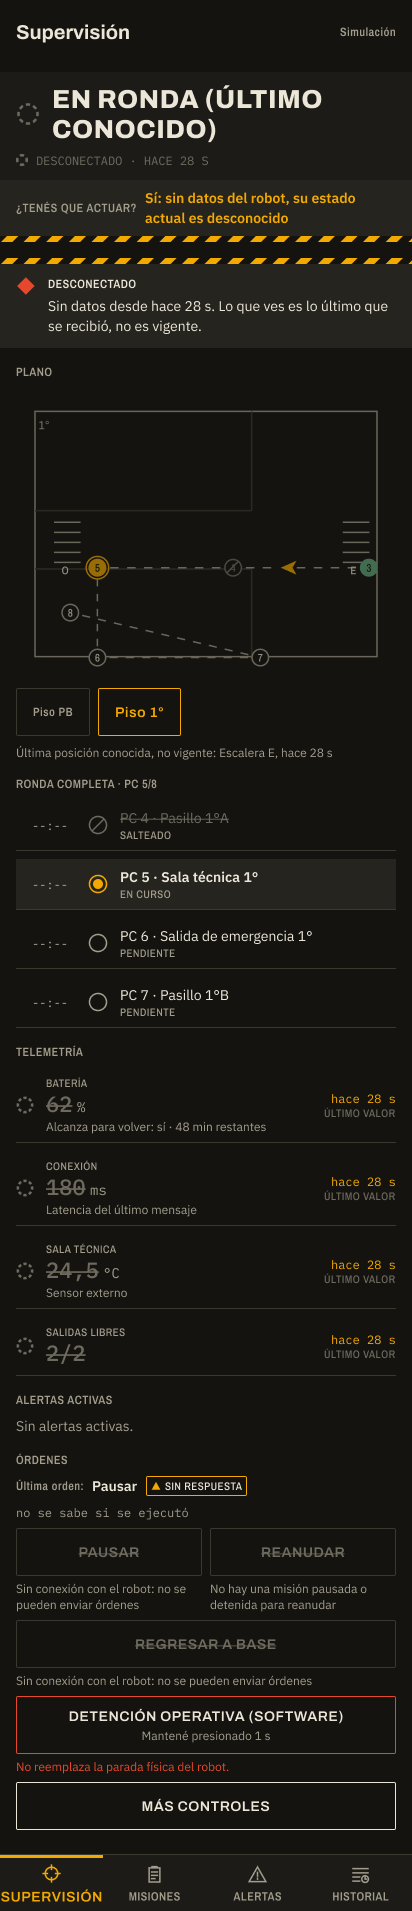 Supervisión
Simulación
EN RONDA (ÚLTIMO
CONOCIDO)
DESCONECTADO · HACE 28 S
¿TENÉS QUE ACTUAR?
Sí: sin datos del robot, su estado
actual es desconocido
DESCONECTADO
Sin datos desde hace 28 s. Lo que ves es lo último que
se recibió, no es vigente.
PLANO
1°
O
5
E
3
8
6
7
Piso PB
Piso 1°
Última posición conocida, no vigente: Escalera E, hace 28 s
RONDA COMPLETA · PC 5/8
--:--
PC 4 · Pasillo 1°A
SALTEADO
--:--
PC 5 · Sala técnica 1°
EN CURSO
--:--
PC 6 · Salida de emergencia 1°
PENDIENTE
--:--
PC 7 · Pasillo 1°B
PENDIENTE
TELEMETRÍA
BATERÍA
62 %
Alcanza para volver: sí · 48 min restantes
hace 28 s
ÚLTIMO VALOR
CONEXIÓN
180 ms
Latencia del último mensaje
hace 28 s
ÚLTIMO VALOR
SALA TÉCNICA
24,5 °C
Sensor externo
hace 28 s
ÚLTIMO VALOR
SALIDAS LIBRES
2/2
hace 28 s
ÚLTIMO VALOR
ALERTAS ACTIVAS
Sin alertas activas.
ÓRDENES
Última orden: Pausar SIN RESPUESTA
no se sabe si se ejecutó
PAUSAR
Sin conexión con el robot: no se
pueden enviar órdenes
REANUDAR
No hay una misión pausada o
detenida para reanudar
REGRESAR A BASE
Sin conexión con el robot: no se pueden enviar órdenes
DETENCIÓN OPERATIVA (SOFTWARE)
Mantené presionado 1 s
No reemplaza la parada física del robot.
MÁS CONTROLES
SUPERVISIÓN
MISIONES
ALERTAS
HISTORIAL